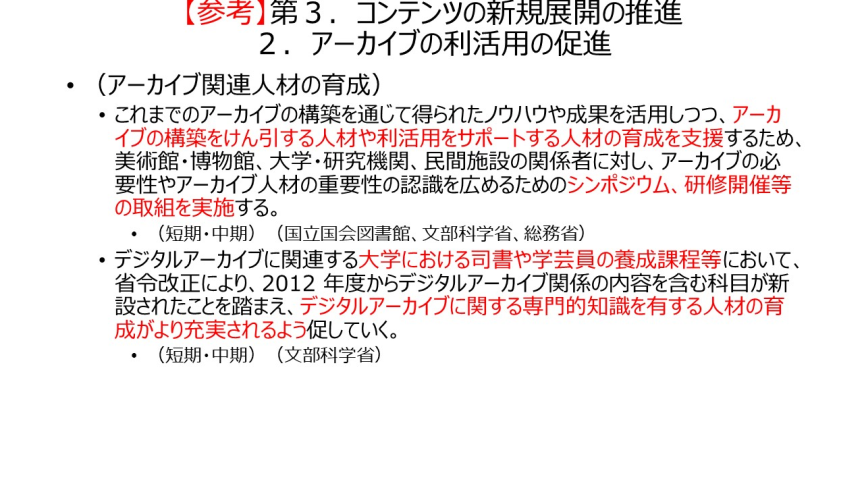 【参考】第３．コンテンツの新規展開の推進
２．アーカイブの利活用の促進
• （アーカイブ関連人材の育成）
• これまでのアーカイブの構築を通じて得られたノウハウや成果を活用しつつ、アーカ
イブの構築をけん引する人材や利活用をサポートする人材の育成を支援するため、
美術館・博物館、大学・研究機関、民間施設の関係者に対し、アーカイブの必
要性やアーカイブ人材の重要性の認識を広めるためのシンポジウム、研修開催等
の取組を実施する。
• （短期・中期）（国立国会図書館、文部科学省、総務省）
• デジタルアーカイブに関連する大学における司書や学芸員の養成課程等において、
省令改正により、2012 年度からデジタルアーカイブ関係の内容を含む科目が新
設されたことを踏まえ、デジタルアーカイブに関する専門的知識を有する人材の育
成がより充実されるよう促していく。
• （短期・中期）（文部科学省）